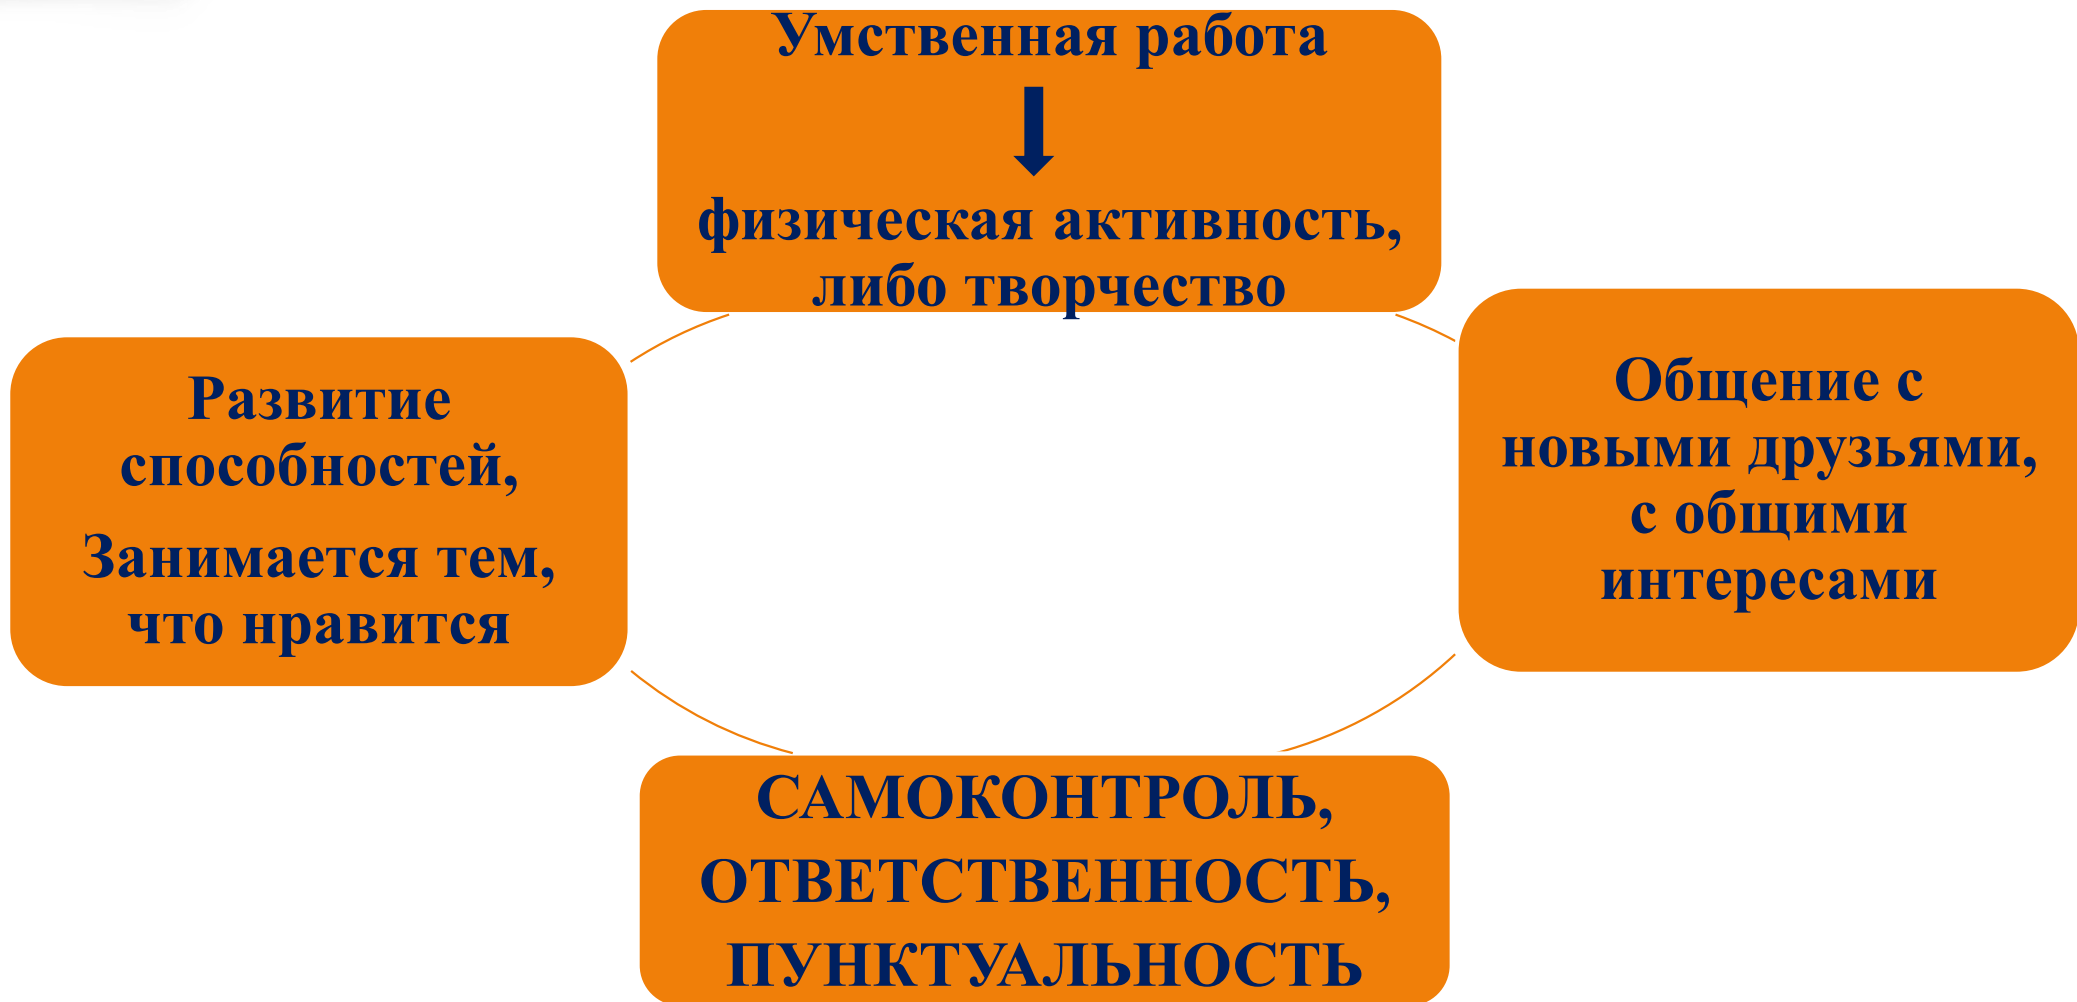 Умственная работа
физическая активность,
либо творчество
Общение с
новыми друзьями,
с общими
интересами
САМОКОНТРОЛЬ,
ОТВЕТСТВЕННОСТЬ,
ПУНКТУАЛЬНОСТЬ
Развитие
способностей,
Занимается тем,
что нравится